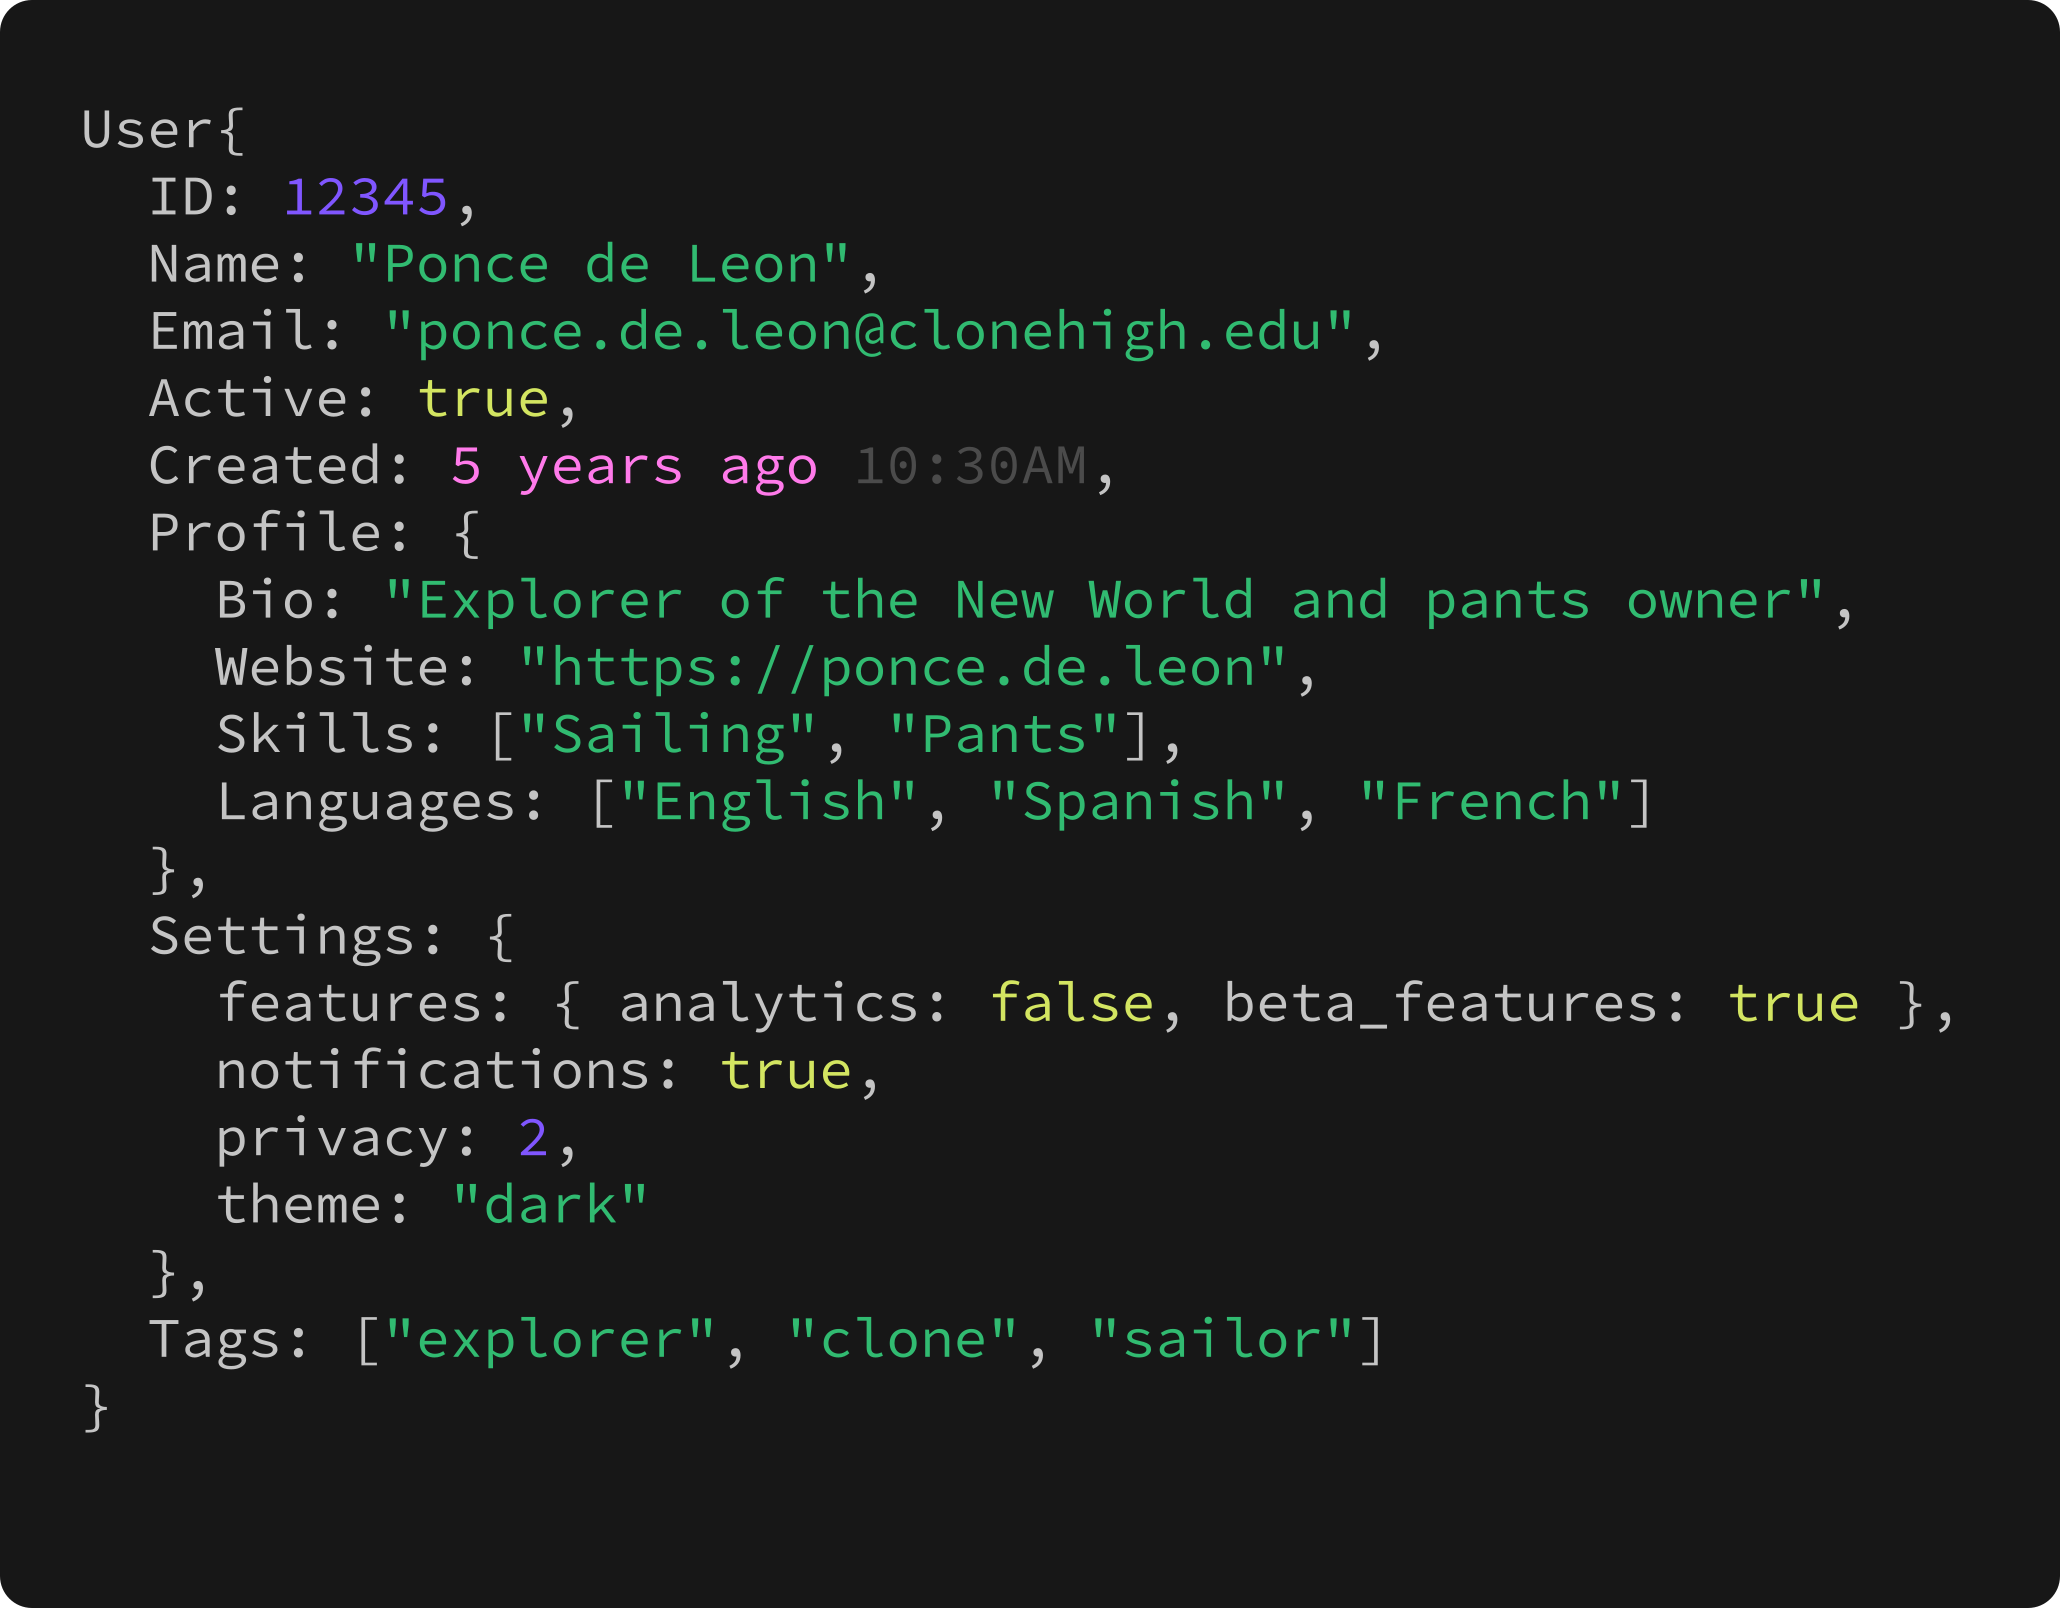 User{
  ID: 12345,
  Name: "Ponce de Leon",
  Email: "ponce.de.leon@clonehigh.edu",
  Active: true,
  Created: 5 years ago 10:30AM,
  Profile: {
    Bio: "Explorer of the New World and pants owner",
    Website: "https://ponce.de.leon",
    Skills: ["Sailing", "Pants"],
    Languages: ["English", "Spanish", "French"]
  },
  Settings: {
    features: { analytics: false, beta_features: true },
    notifications: true,
    privacy: 2,
    theme: "dark"
  },
  Tags: ["explorer", "clone", "sailor"]
}